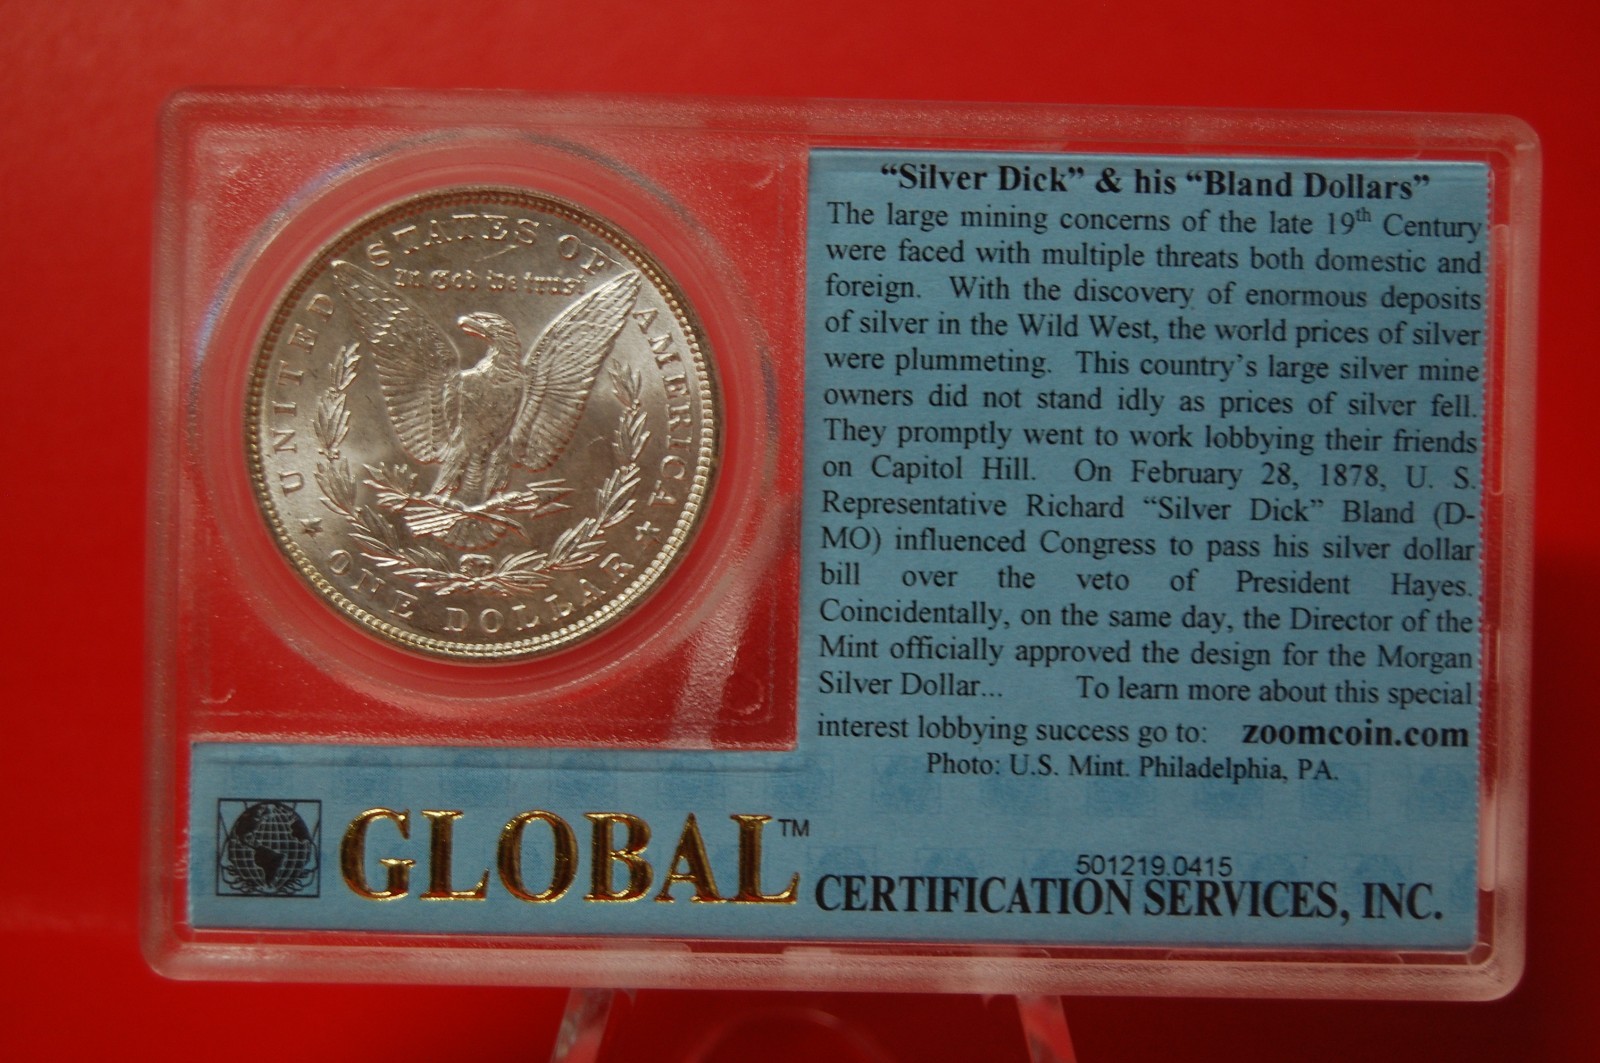 UNITED STATES OF AMERICA
In God we trust
ONE DOLLAR
“Silver Dick” & his “Bland Dollars”
The large mining concerns of the late 19th Century
were faced with multiple threats both domestic and
foreign. With the discovery of enormous deposits
of silver in the Wild West, the world prices of silver
were plummeting. This country’s large silver mine
owners did not stand idly as prices of silver fell.
They promptly went to work lobbying their friends
on Capitol Hill. On February 28, 1878, U. S.
Representative Richard “Silver Dick” Bland (D-
MO) influenced Congress to pass his silver dollar
bill over the veto of President Hayes.
Coincidentally, on the same day, the Director of the
Mint officially approved the design for the Morgan
Silver Dollar... To learn more about this special
interest lobbying success go to: zoomcoin.com
Photo: U.S. Mint. Philadelphia, PA.
GLOBAL™
501219.0415
CERTIFICATION SERVICES, INC.